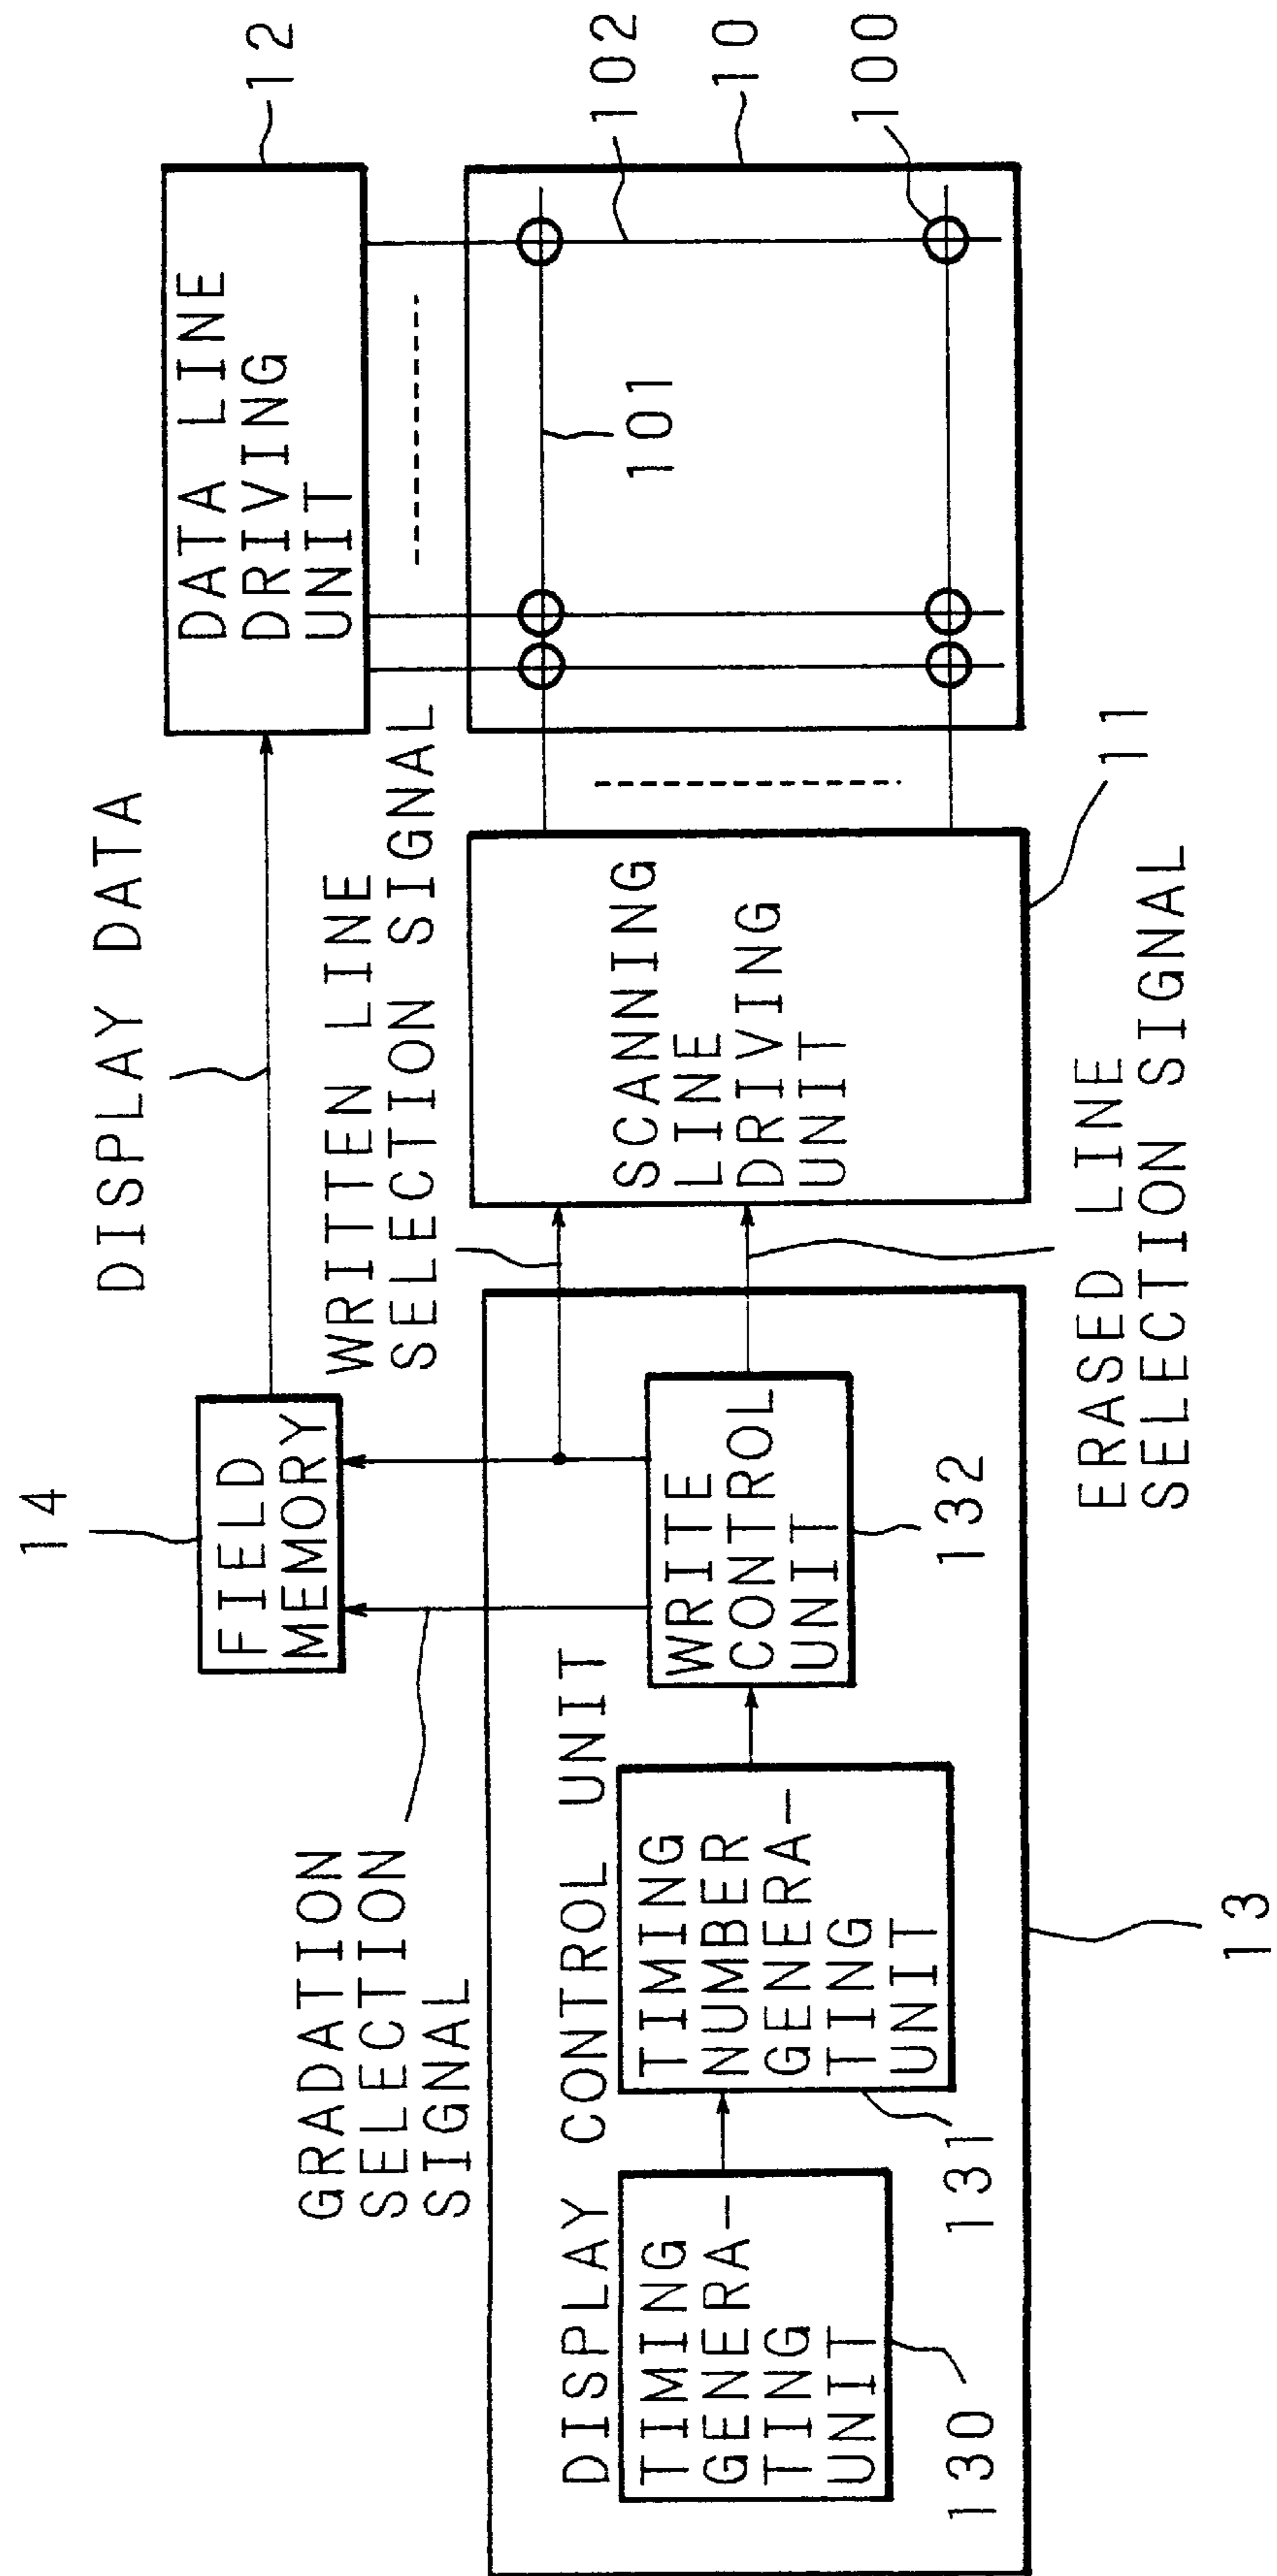 14
FIELD
MEMORY
DISPLAY DATA
DATA LINE
DRIVING
UNIT
12
GRADATION
SELECTION
SIGNAL
WRITTEN LINE
SELECTION SIGNAL
102
10
100
101
DISPLAY CONTROL UNIT
TIMING
GENERA-
TING
UNIT
130
TIMING
NUMBER
GENERA-
TING
UNIT
131
WRITE
CONTROL
UNIT
132
SCANNING
LINE
DRIVING
UNIT
11
13
ERASED LINE
SELECTION SIGNAL